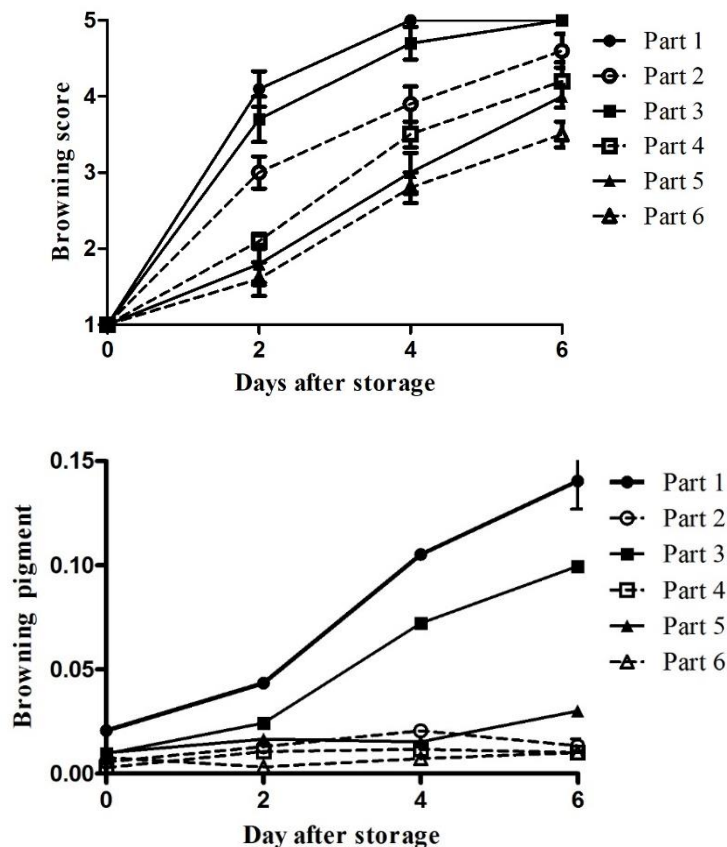 5
4
3
2
1
0
2
4
6
Browning score
Days after storage
Part 1
Part 2
Part 3
Part 4
Part 5
Part 6
0.15
0.10
0.05
0.00
0
2
4
6
Browning pigment
Day after storage
Part 1
Part 2
Part 3
Part 4
Part 5
Part 6